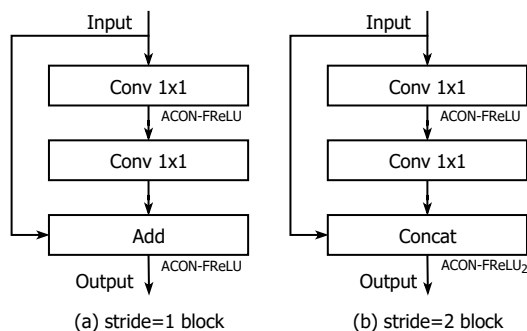 Input
Conv 1x1
ACON-FReLU
Conv 1x1
Add
ACON-FReLU
Output
(a) stride=1 block
Input
Conv 1x1
ACON-FReLU
Conv 1x1
Concat
ACON-FReLU₂
Output
(b) stride=2 block